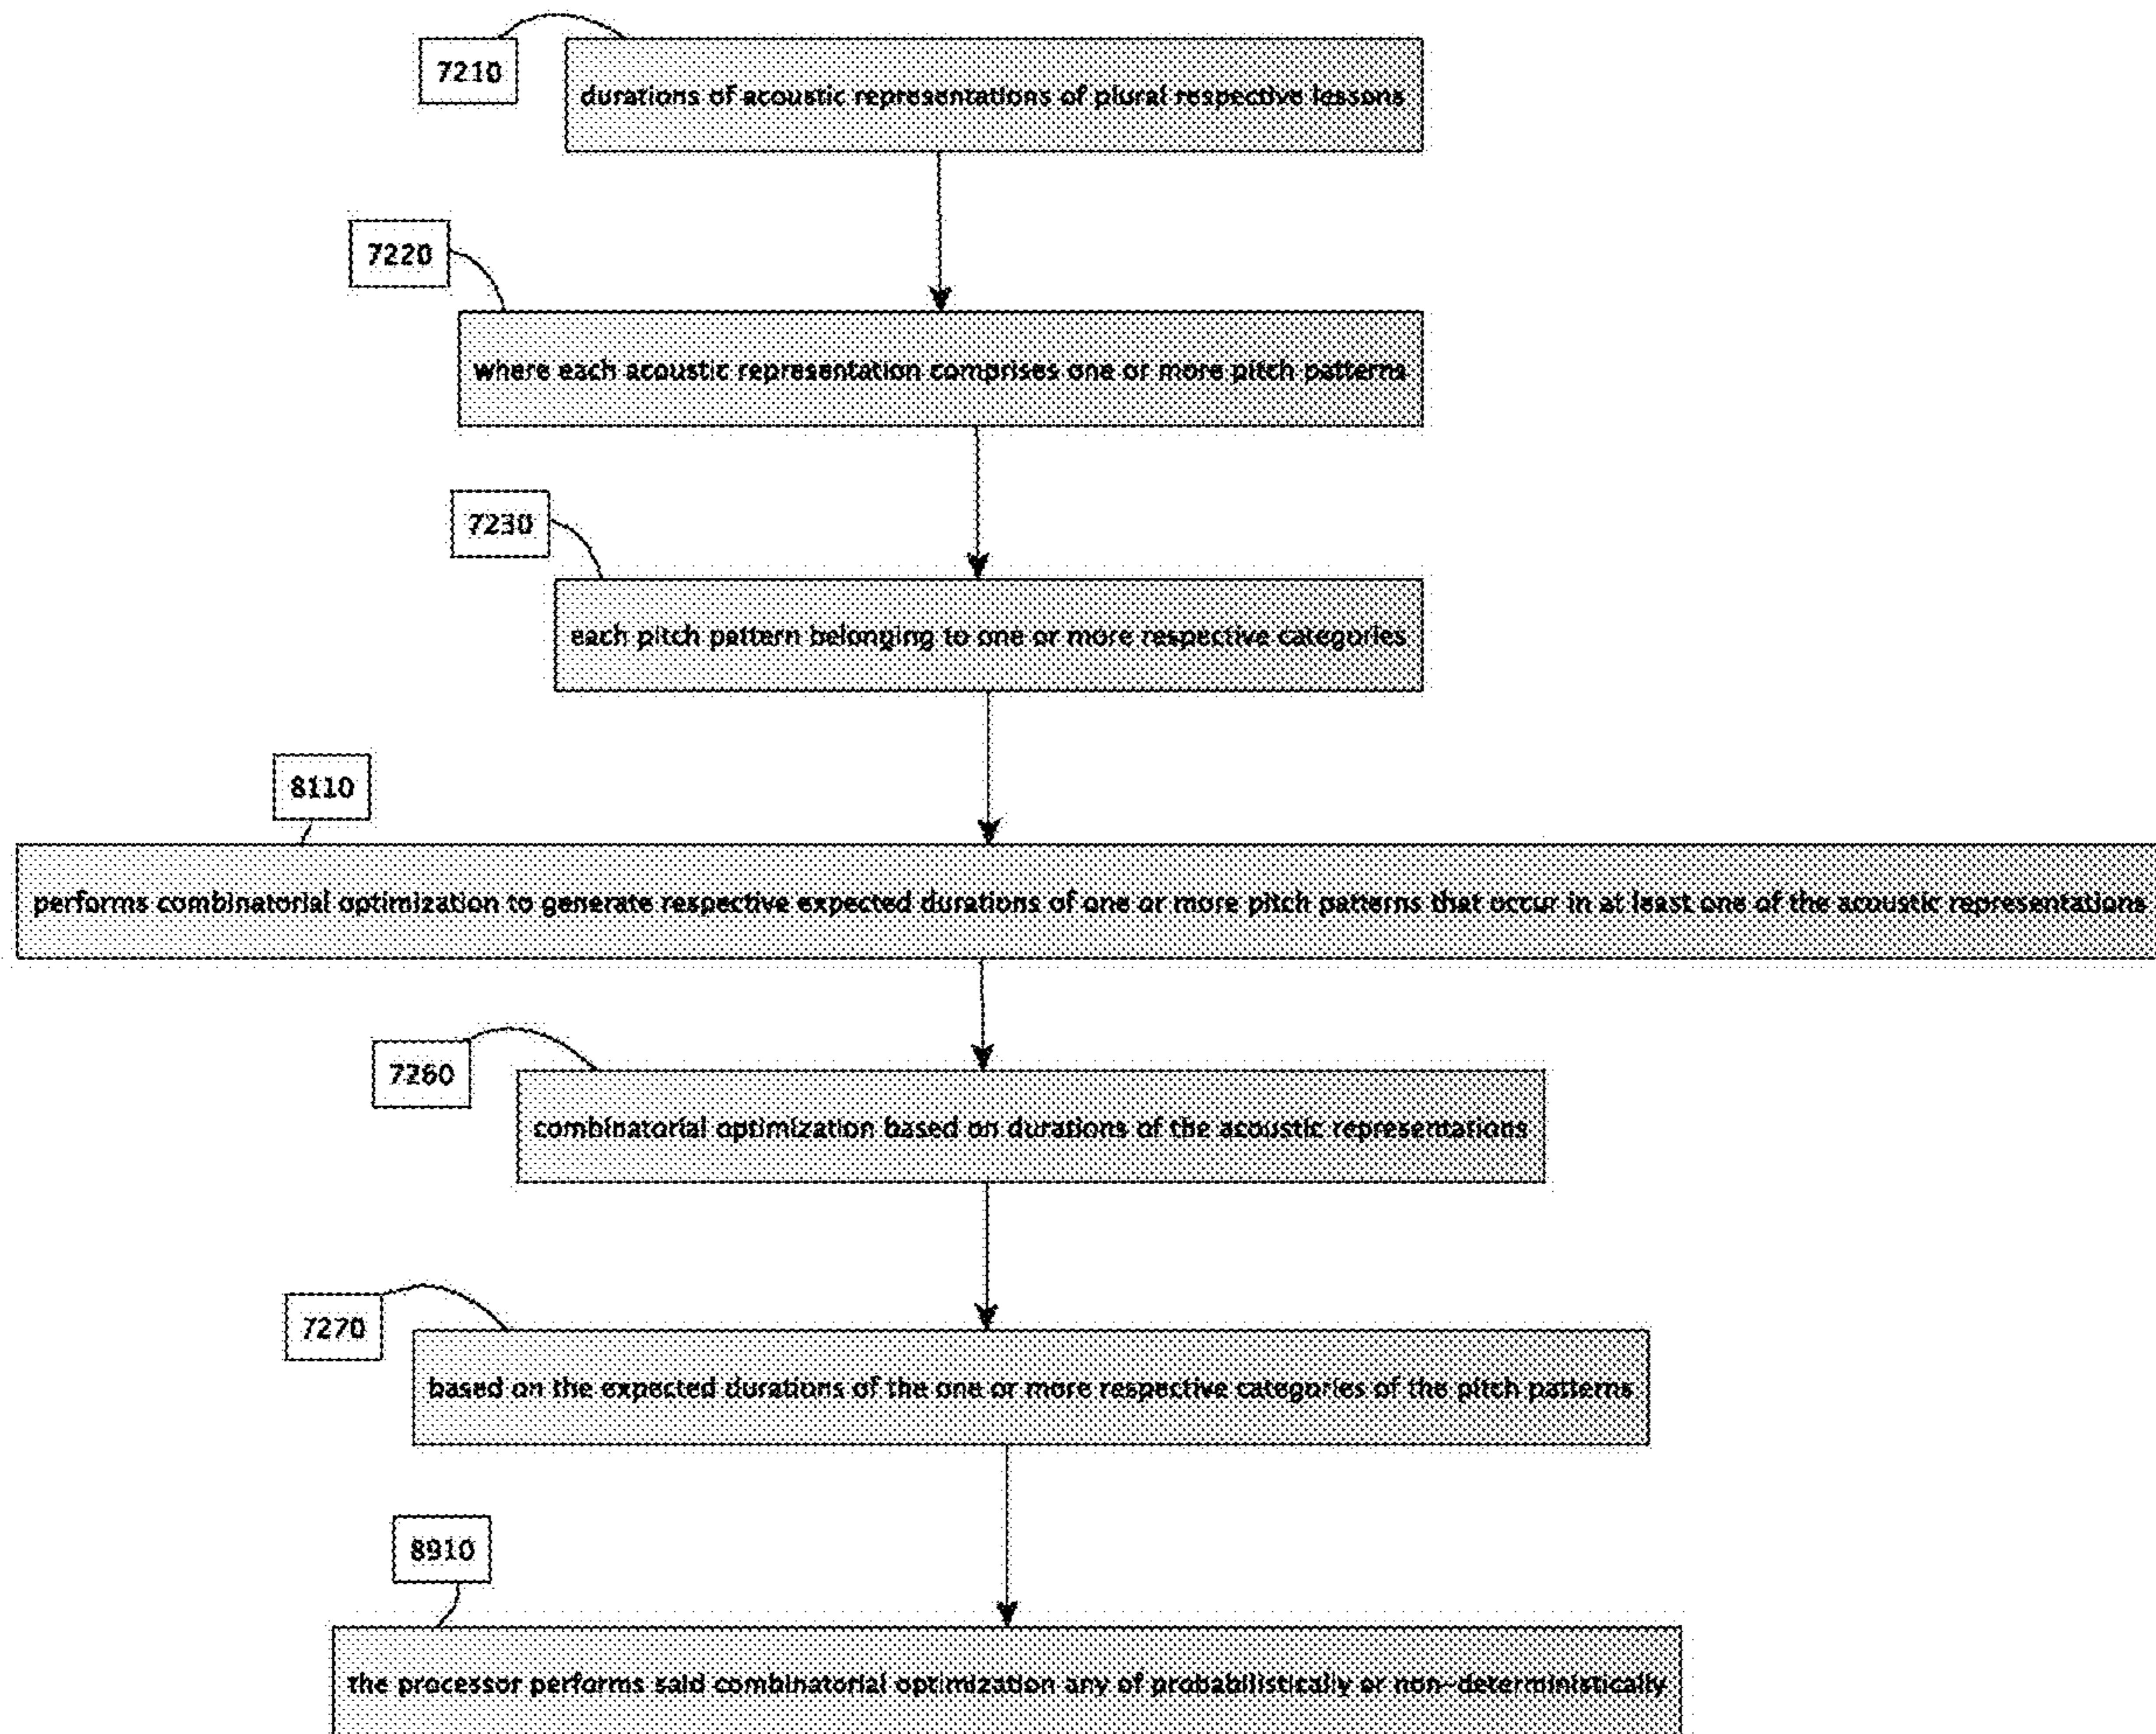 7210
durations of acoustic representations of plural respective lessons
7220
where each acoustic representation comprises one or more pitch patterns
7230
each pitch pattern belonging to one or more respective categories
8110
performs combinatorial optimization to generate respective expected durations of one or more pitch patterns that occur in at least one of the acoustic representations
7260
combinatorial optimization based on durations of the acoustic representations
7270
based on the expected durations of the one or more respective categories of the pitch patterns
8910
the processor performs said combinatorial optimization any of probabilistically or non-deterministically